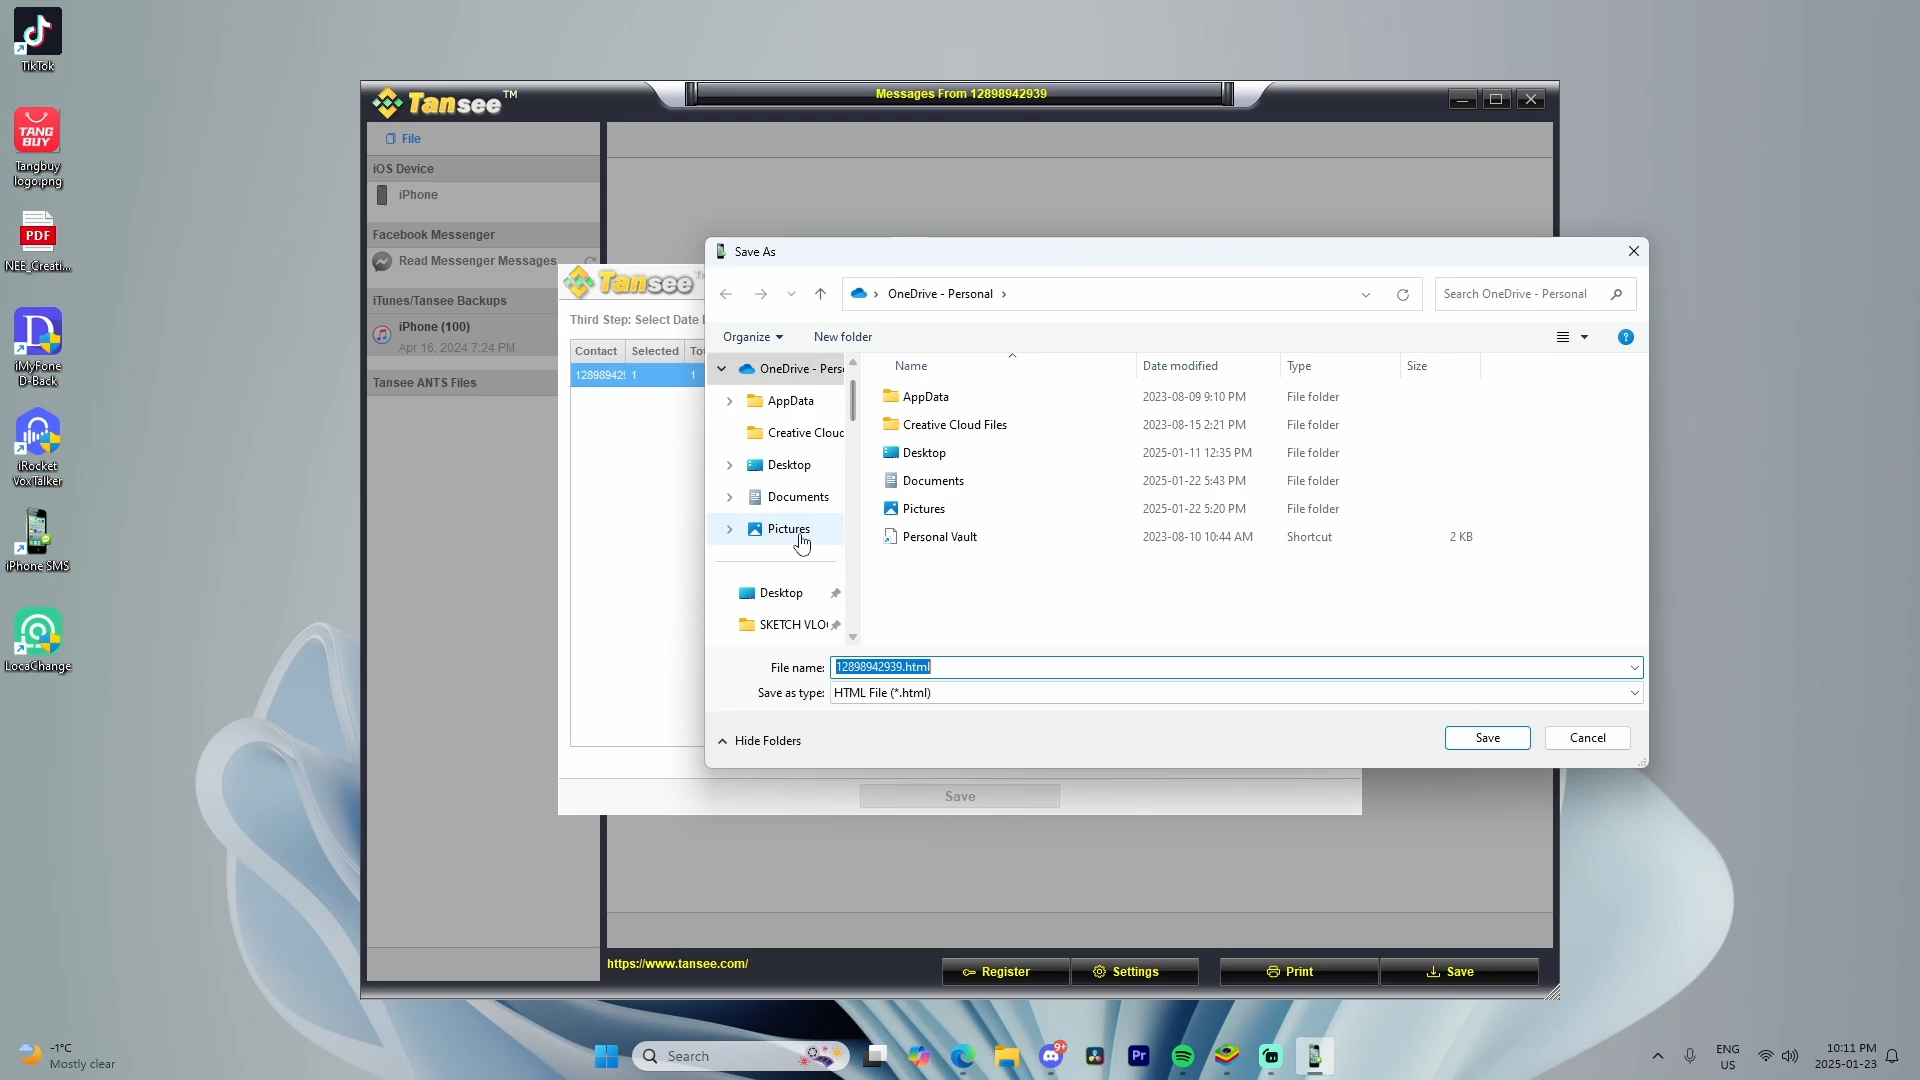 TikTok
TANG
BUY
Tangbuy
logo.png
PDF
NEE_Creati...
iMyFone
D-Back
iRocket
VoxTalker
iPhone SMS
LocaChange
Tansee™
Messages From 12898942939
File
iOS Device
iPhone
Facebook Messenger
Read Messenger Messages
iTunes/Tansee Backups
iPhone (100)
Apr 16, 2024 7:24 PM
Tansee ANTS Files
Tansee
Third Step: Select Date
Contact Selected
1
1
Save
Save As
OneDrive - Personal
Search OneDrive - Personal
Organize
New folder
OneDrive - Pers
AppData
Creative Cloud
Desktop
Documents
Pictures
Desktop
SKETCH VLO
Name Date modified Type Size
AppData 2023-08-09 9:10 PM File folder
Creative Cloud Files 2023-08-15 2:21 PM File folder
Desktop 2025-01-11 12:35 PM File folder
Documents 2025-01-22 5:43 PM File folder
Pictures 2025-01-22 5:20 PM File folder
Personal Vault 2023-08-10 10:44 AM Shortcut 2 KB
File name: 12898942939.html
Save as type: HTML File (*.html)
Hide Folders
Save
Cancel
https://www.tansee.com/
Register
Settings
Print
Save
-1°C
Mostly clear
Search
9+
Pr
ENG
US
10:11 PM
2025-01-23